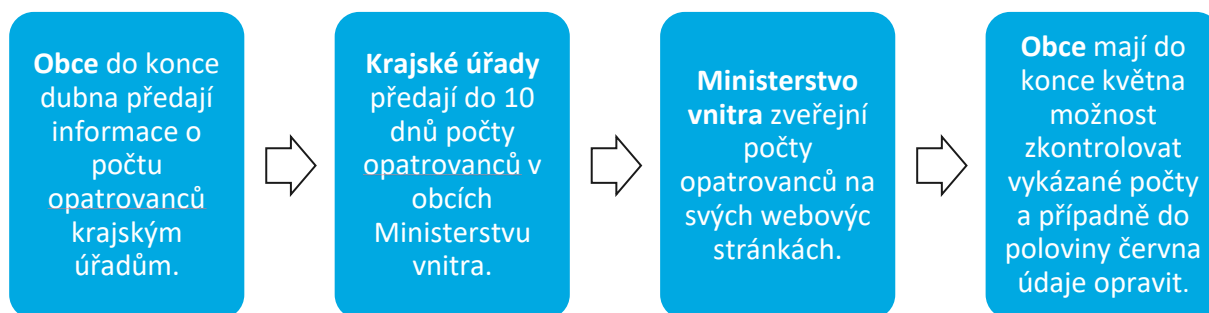 Obce do konce
dubna předají
informace o
počtu
opatrovanců
krajským
úřadům.
Krajské úřady
předají do 10
dnů počty
opatrovanců v
obcích
Ministerstvu
vnitra.
Ministerstvo
vnitra zveřejní
počty
opatrovanců na
svých webovýc
stránkách.
Obce mají do
konce května
možnost
zkontrolovat
vykázané počty
a případně do
poloviny června
údaje opravit.